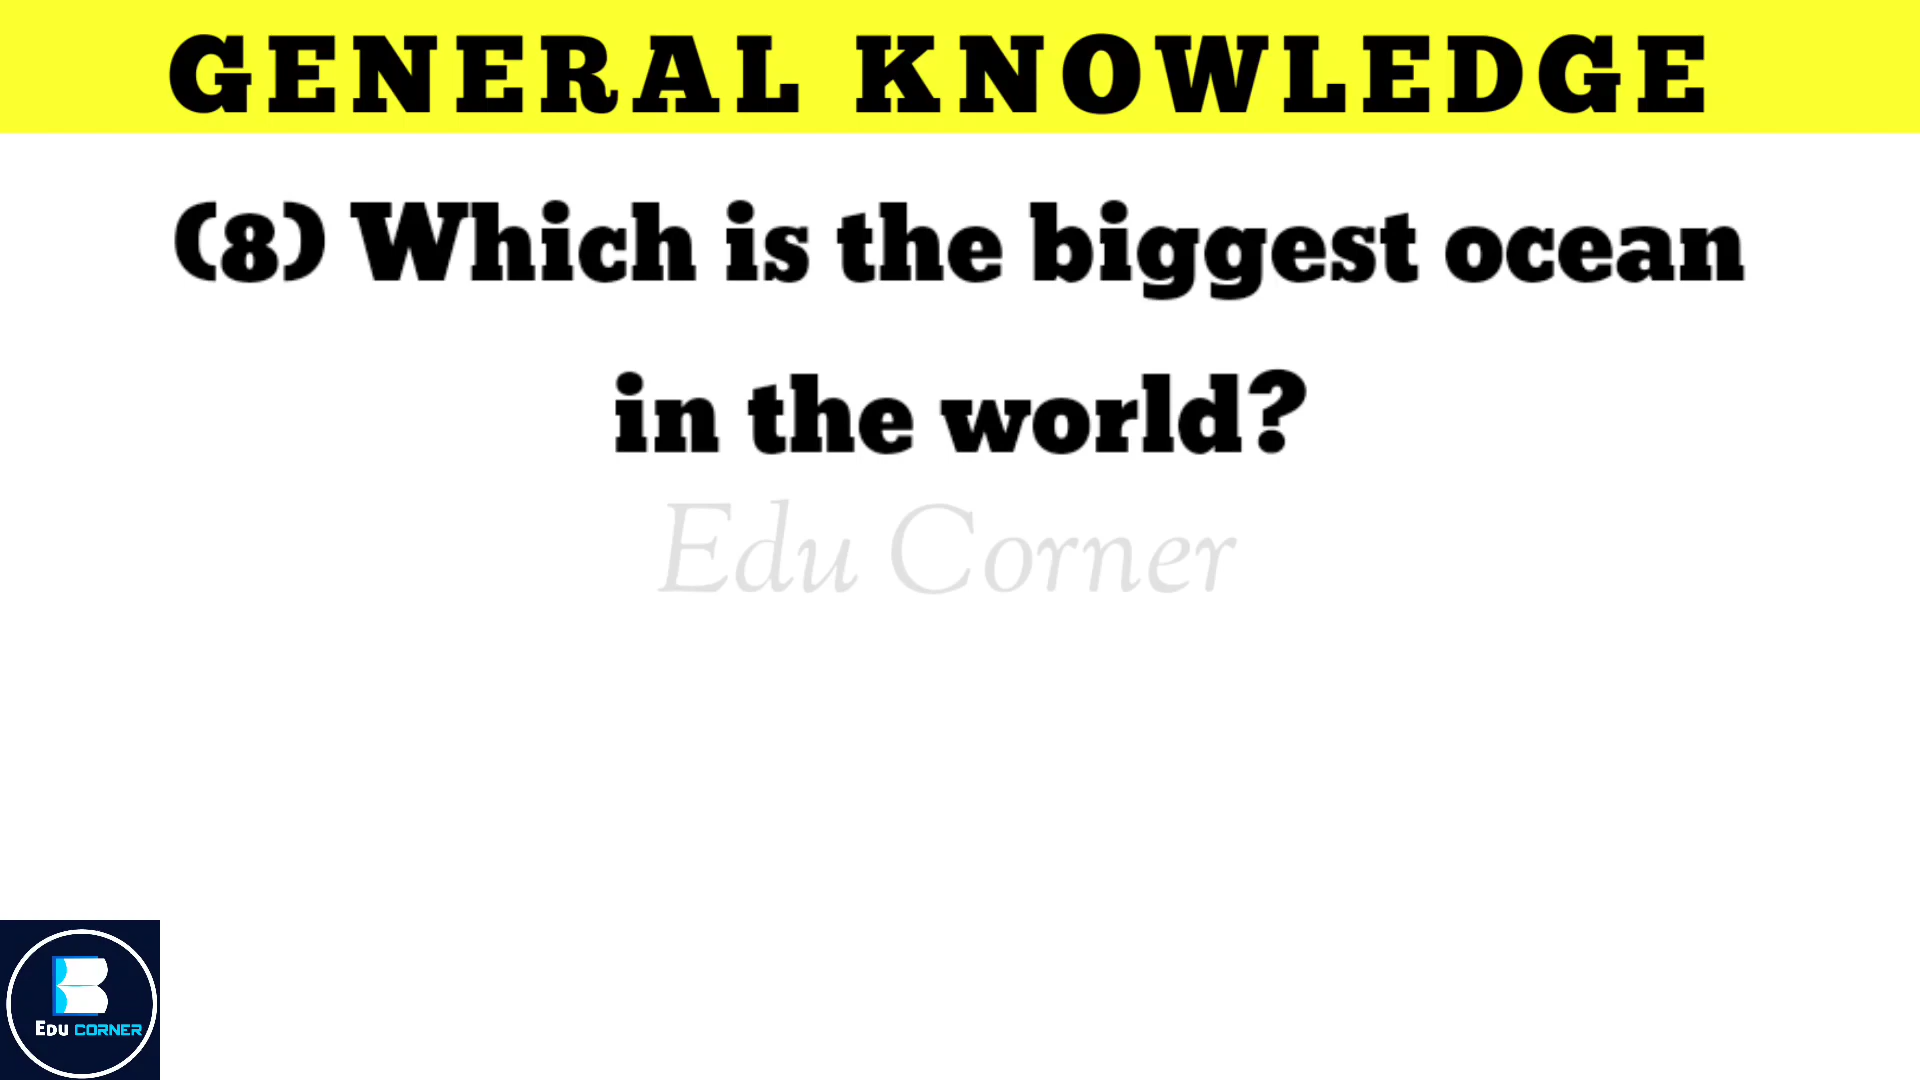 GENERAL KNOWLEDGE
(8) Which is the biggest ocean
in the world?
Edu Corner
EDU CORNER